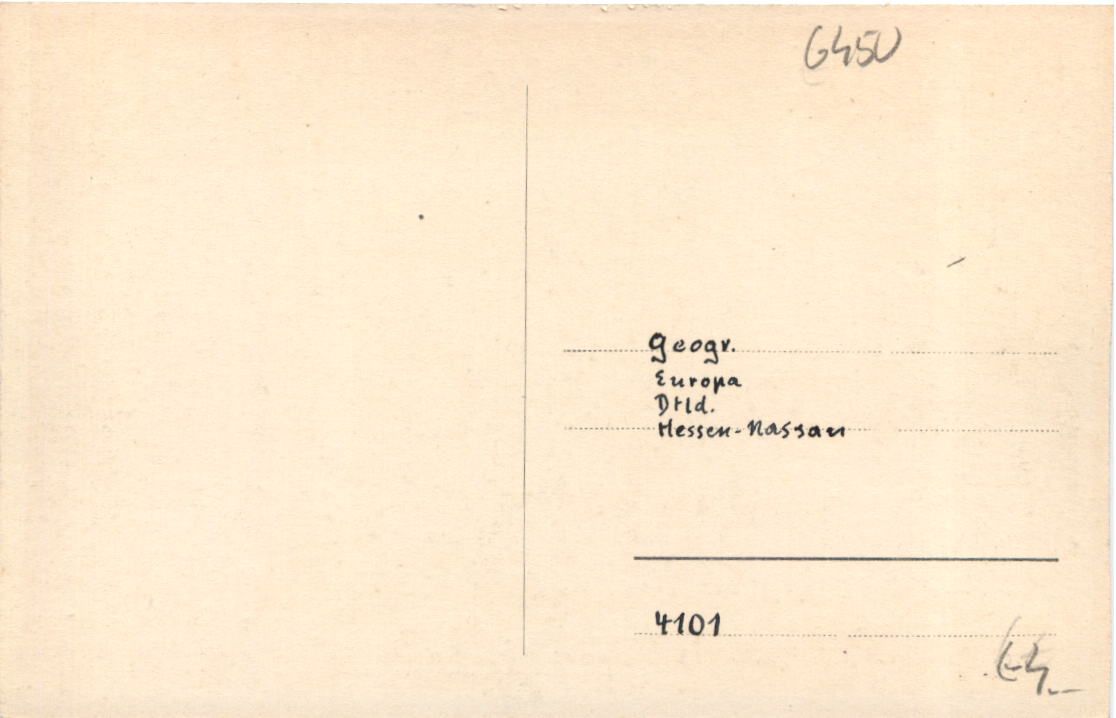 6450
Geogr.
Europa
Dtld.
Hessen-Nassau
4101